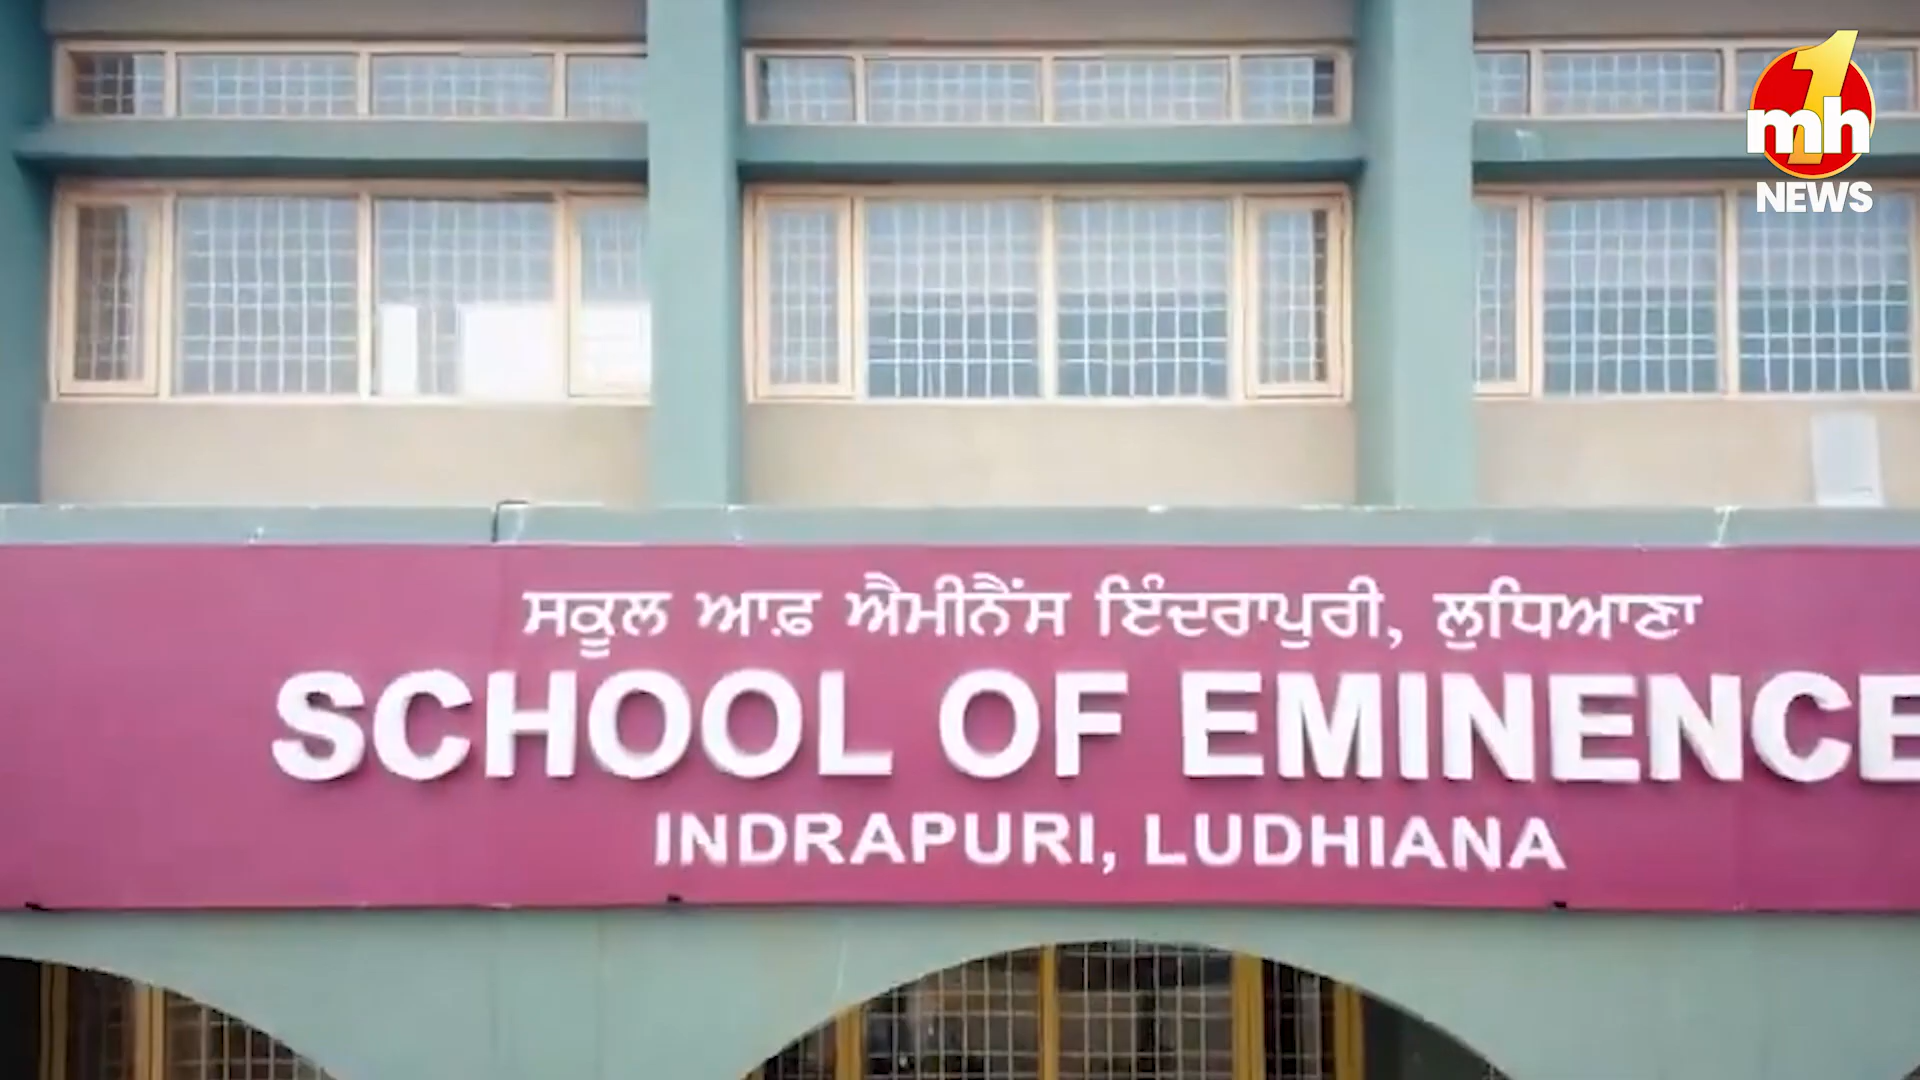 1
mh
NEWS
ਸਕੂਲ ਆਫ਼ ਐਮੀਨੈਂਸ ਇੰਦਰਾਪੁਰੀ, ਲੁਧਿਆਣਾ
SCHOOL OF EMINENCE
INDRAPURI, LUDHIANA